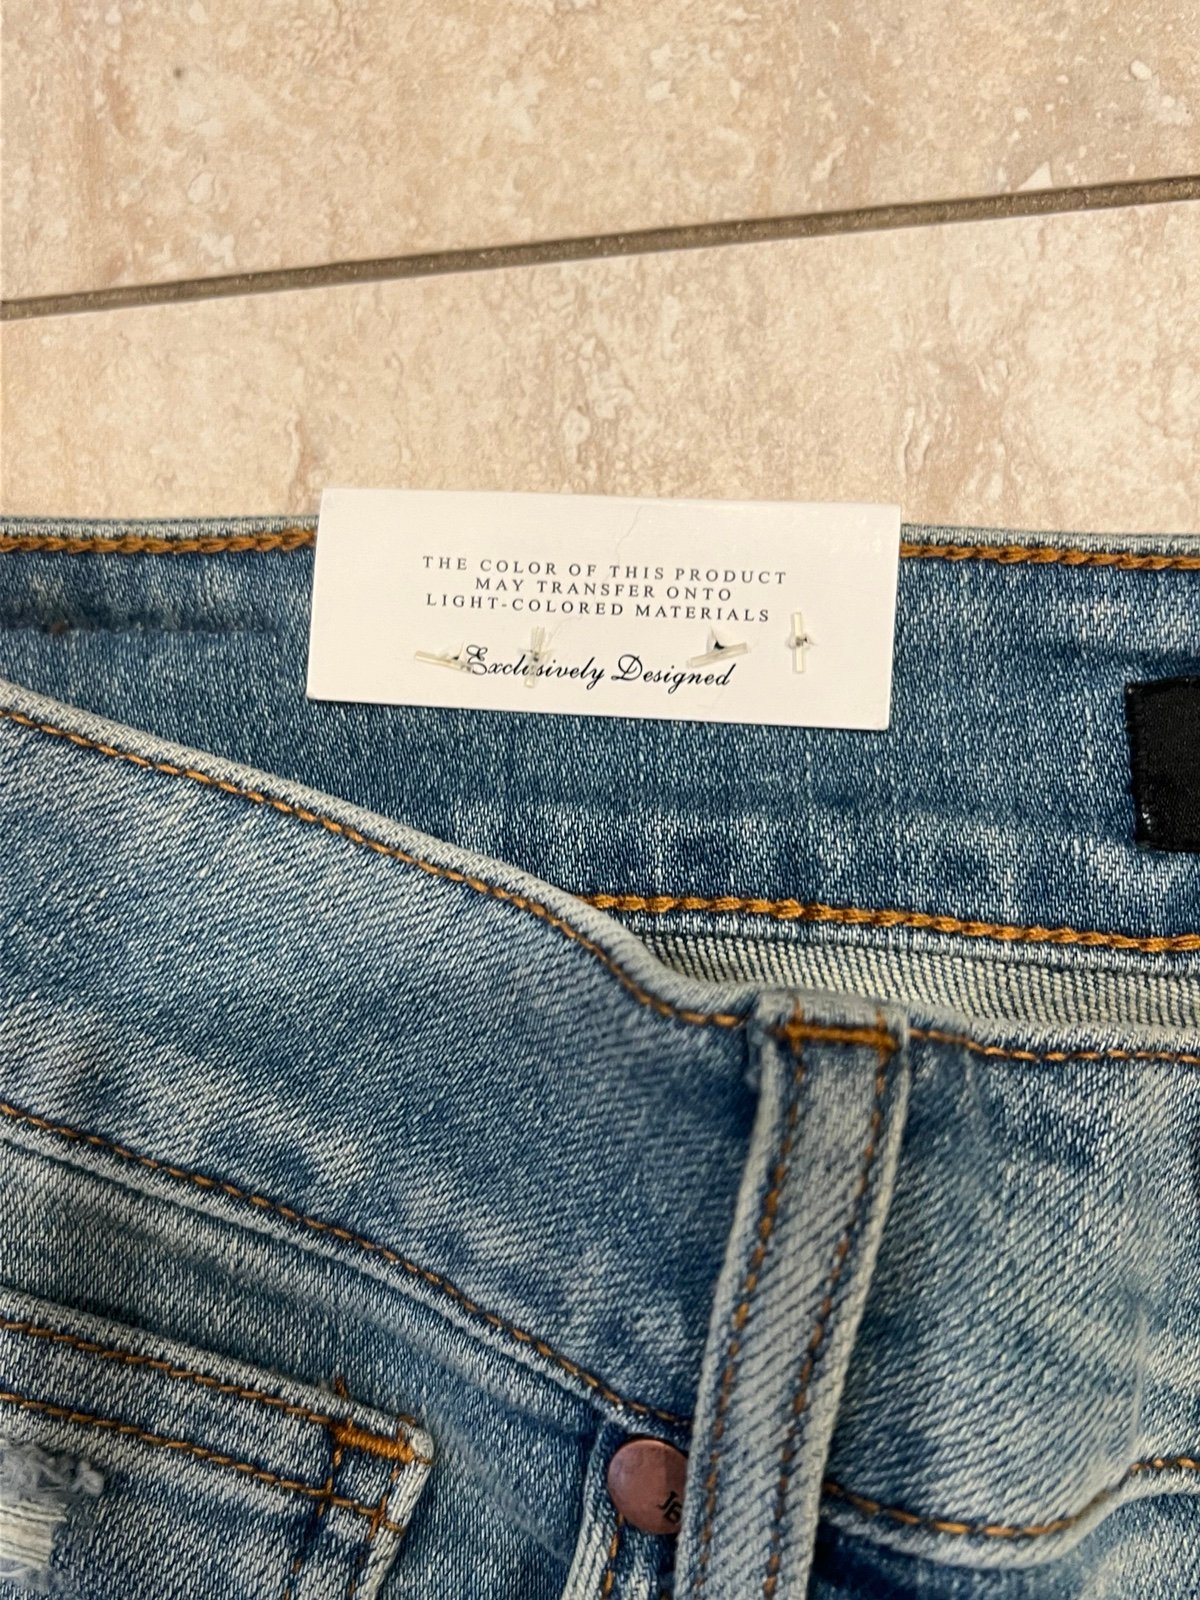 THE COLOR OF THIS PRODUCT
MAY TRANSFER ONTO
LIGHT-COLORED MATERIALS
Exclusively Designed